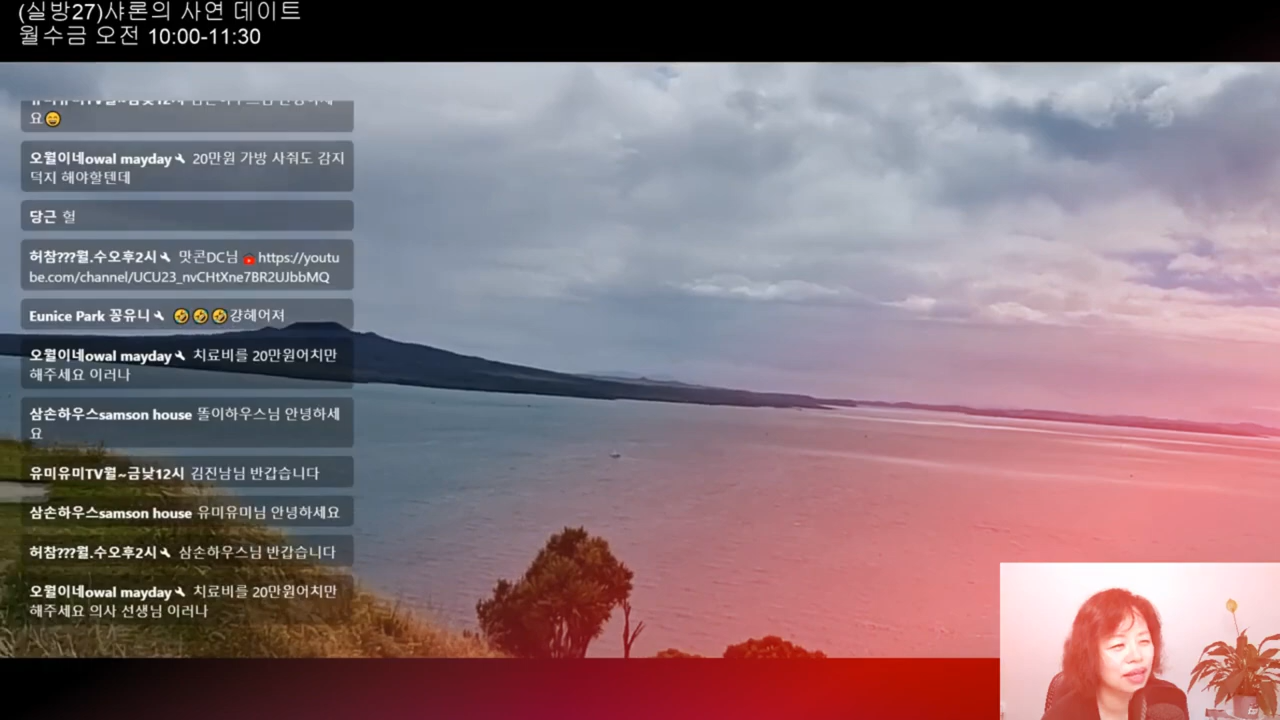 (실방27)샤론의 사연 데이트
월수금 오전 10:00-11:30
요😄
오월이네owal mayday 20만원 가방 사줘도 감지
덕지 해야할텐데
당근 헐
허참???월.수오후2시 맛콘DC님 https://youtu
be.com/channel/UCU23_nvCHtXne7BR2UJbbMQ
Eunice Park 꽁유니 🤣🤣🤣걍헤어져
오월이네owal mayday 치료비를 20만원어치만
해주세요 이러나
삼손하우스samson house 똘이하우스님 안녕하세
요
유미유미TV월~금낮12시 김진남님 반갑습니다
삼손하우스samson house 유미유미님 안녕하세요
허참???월.수오후2시 삼손하우스님 반갑습니다
오월이네owal mayday 치료비를 20만원어치만
해주세요 의사 선생님 이러나